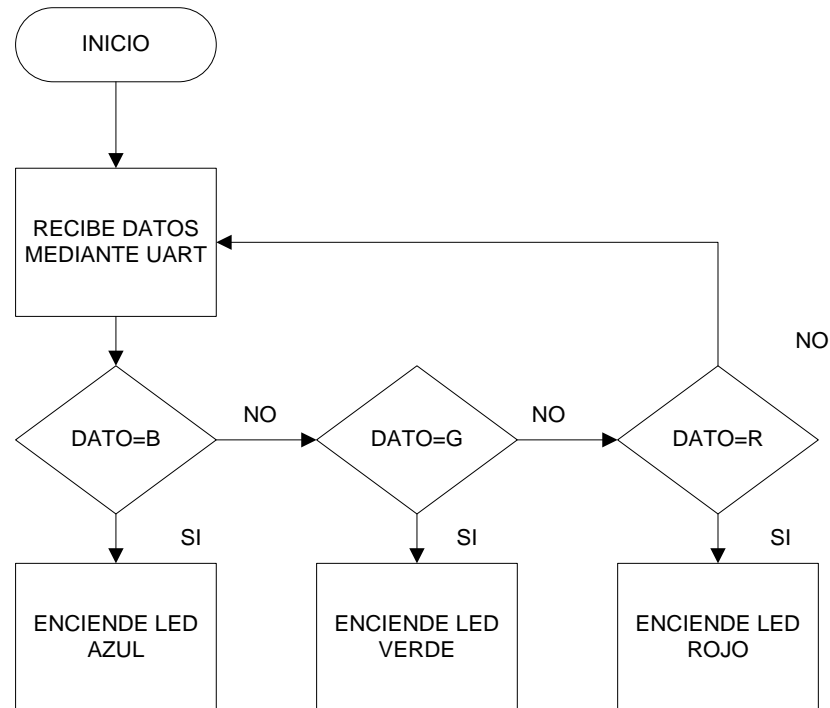 INICIO
RECIBE DATOS
MEDIANTE UART
NO
DATO=B
NO
DATO=G
NO
DATO=R
SI
SI
SI
ENCIENDE LED
AZUL
ENCIENDE LED
VERDE
ENCIENDE LED
ROJO